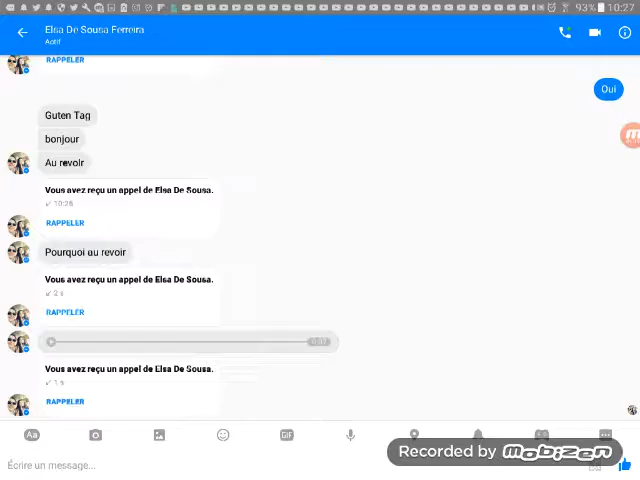 93% 10:27
Elsa De Sousa Ferreira
Actif
RAPPELER
Oui
Guten Tag
bonjour
Au revoir
Vous avez reçu un appel de Elsa De Sousa.
RAPPELER
Pourquoi au revoir
Vous avez reçu un appel de Elsa De Sousa.
2 s
RAPPELER
Vous avez reçu un appel de Elsa De Sousa.
1 s
RAPPELER
Aa
GIF
Recorded by Mobizen
Écrire un message...